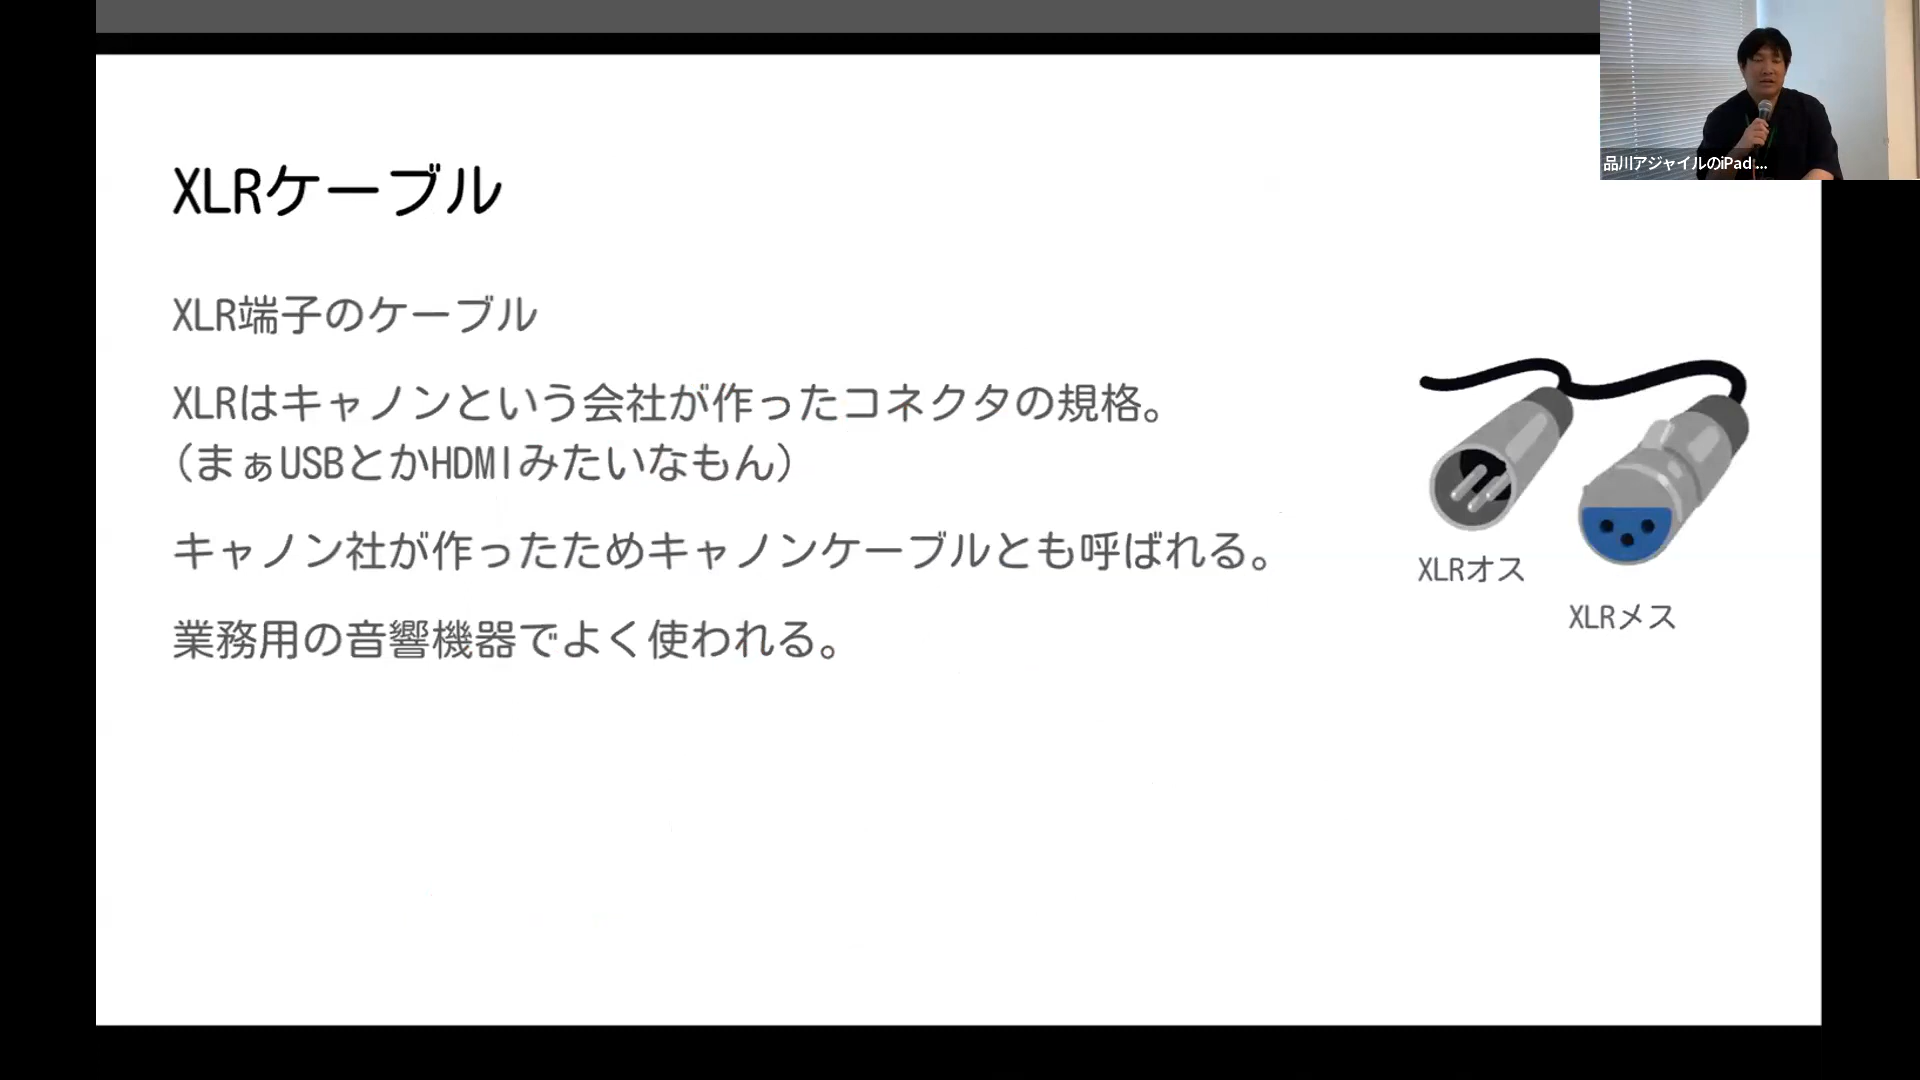 XLRケーブル
XLR端子のケーブル
XLRはキャノンという会社が作ったコネクタの規格。
（まぁUSBとかHDMIみたいなもん）
キャノン社が作ったためキャノンケーブルとも呼ばれる。
業務用の音響機器でよく使われる。
XLRオス
XLRメス
品川アジャイルのiPad ...